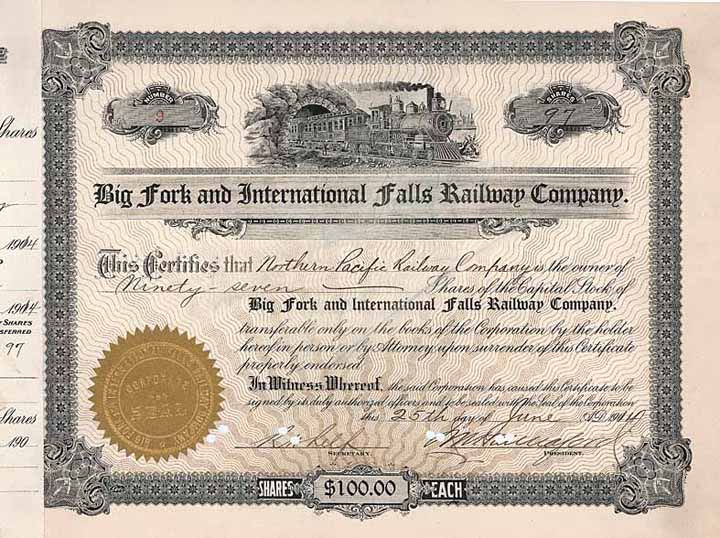 NUMBER
9
SHARES
97
Big Fork and International Falls Railway Company.
This Certifies that Northern Pacific Railway Company is the owner of
Ninety-seven Shares of the Capital Stock of
Big Fork and International Falls Railway Company.
transferable only on the books of the Corporation by the holder
hereof in person or by Attorney upon surrender of this Certificate
properly endorsed.
In Witness Whereof, the said Corporation has caused this Certificate to be
signed by its duly authorized officers and to be sealed with the Seal of the Corporation
this 25th day of June A.D. 1914
SECRETARY.
PRESIDENT.
SHARES $100.00 EACH
CORPORATE
Shares
1904
1904
SHARES
97
Shares
190